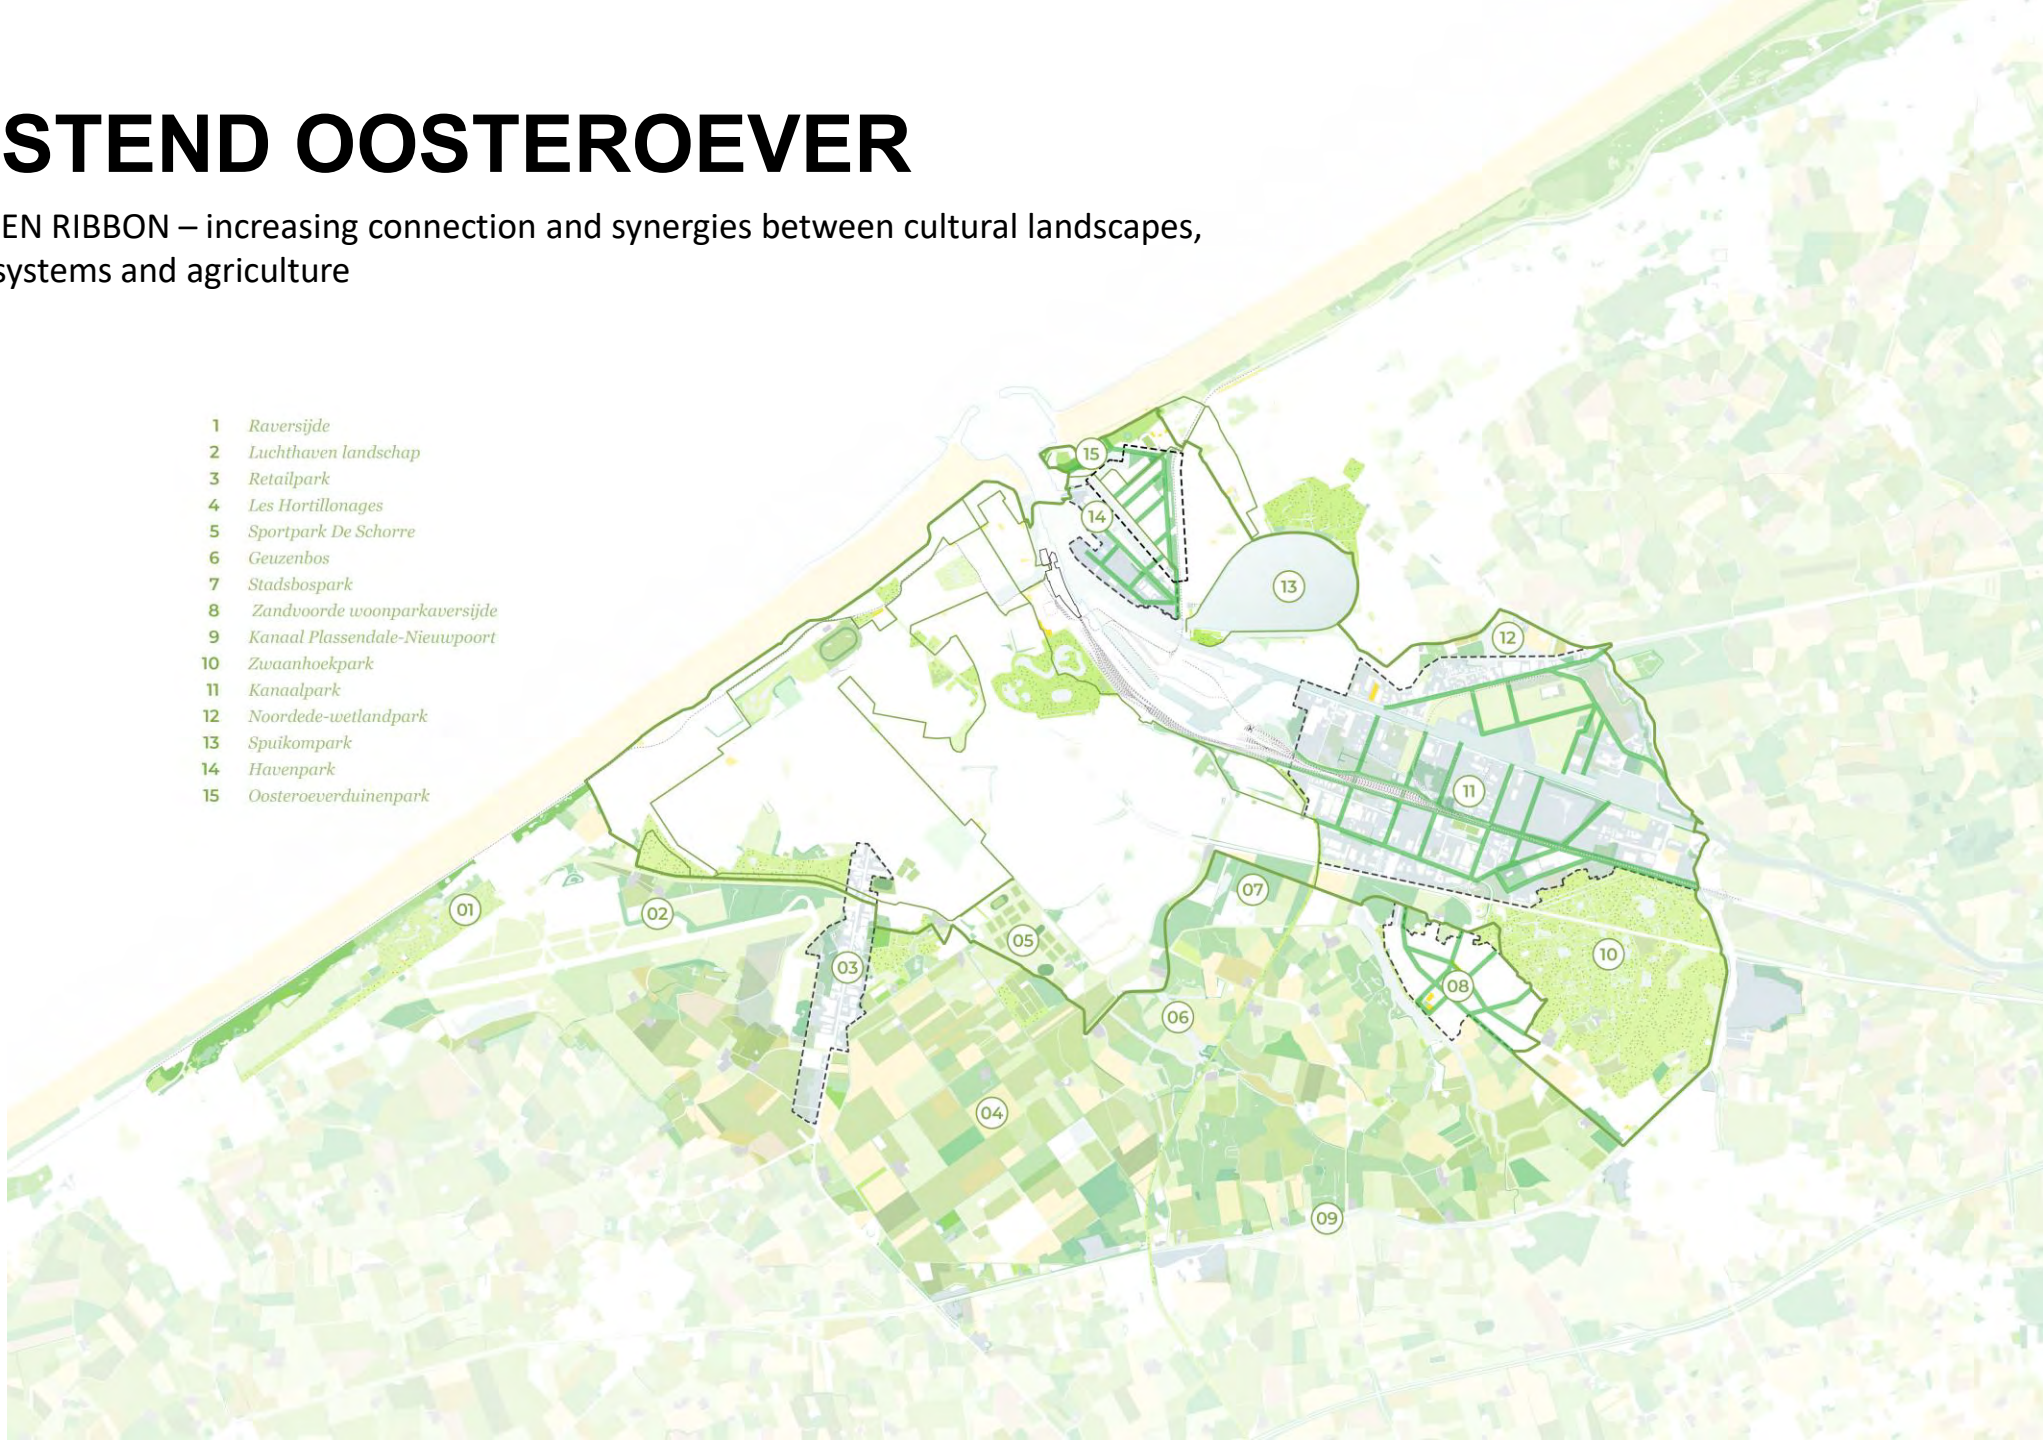 STEND OOSTEROEVER
EN RIBBON – increasing connection and synergies between cultural landscapes,
systems and agriculture
1 Raversijde
2 Luchthaven landschap
3 Retailpark
4 Les Hortillonages
5 Sportpark De Schorre
6 Geuzenbos
7 Stadsbospark
8 Zandvoorde woonparkaversijde
9 Kanaal Plassendale-Nieuwpoort
10 Zwaanhoekpark
11 Kanaalpark
12 Noordede-wetlandpark
13 Spuikompark
14 Havenpark
15 Oosteroeverduinenpark
15
14
13
12
11
07
01
02
05
03
10
08
06
04
09